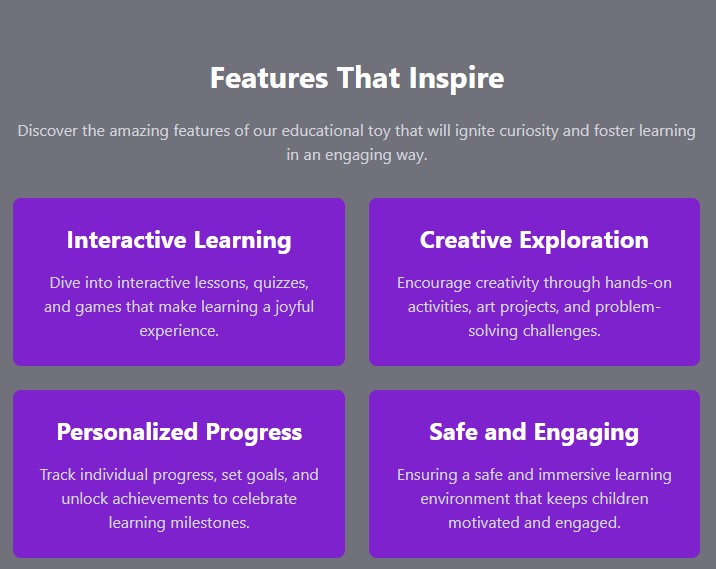 Features That Inspire
Discover the amazing features of our educational toy that will ignite curiosity and foster learning
in an engaging way.
Interactive Learning
Dive into interactive lessons, quizzes,
and games that make learning a joyful
experience.
Creative Exploration
Encourage creativity through hands-on
activities, art projects, and problem-
solving challenges.
Personalized Progress
Track individual progress, set goals, and
unlock achievements to celebrate
learning milestones.
Safe and Engaging
Ensuring a safe and immersive learning
environment that keeps children
motivated and engaged.